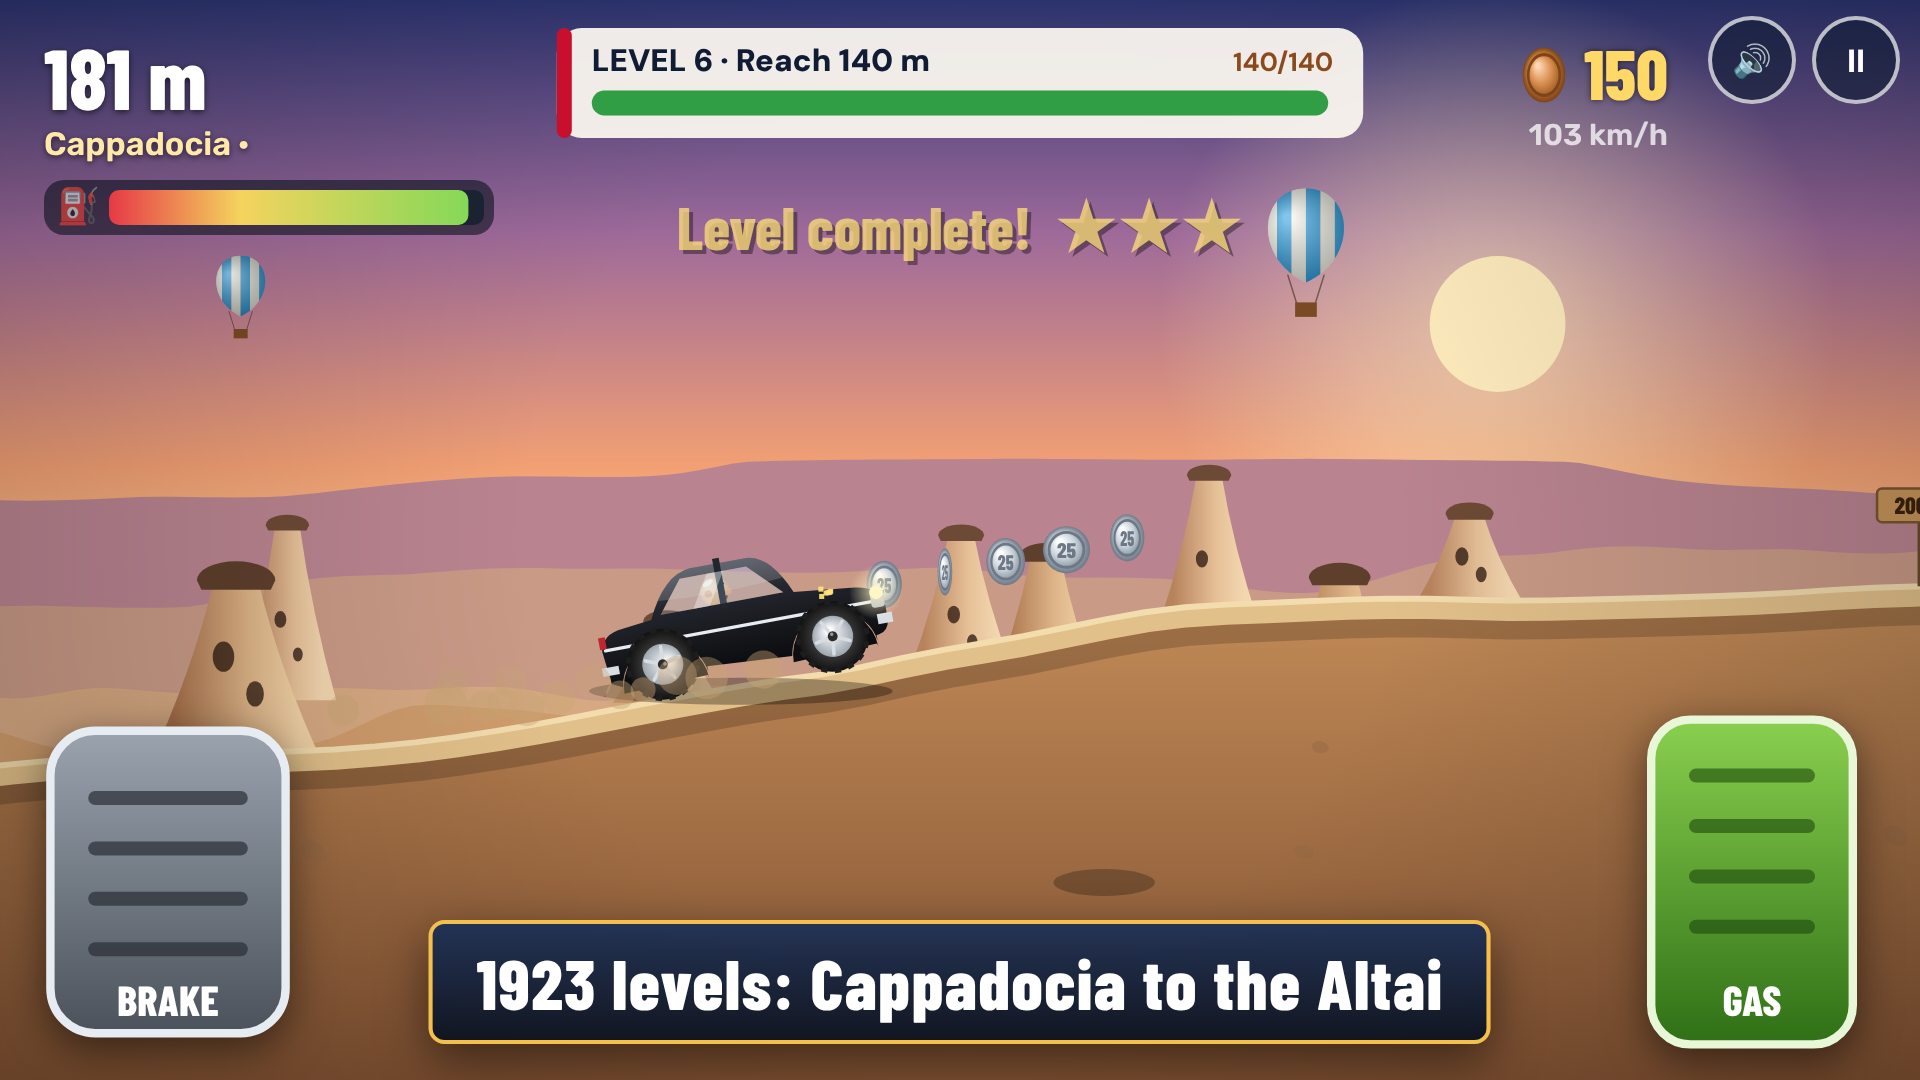 181 m
Cappadocia •
LEVEL 6 · Reach 140 m
140/140
150
103 km/h
Level complete! ★★★
25
25
25
25
25
BRAKE
GAS
1923 levels: Cappadocia to the Altai